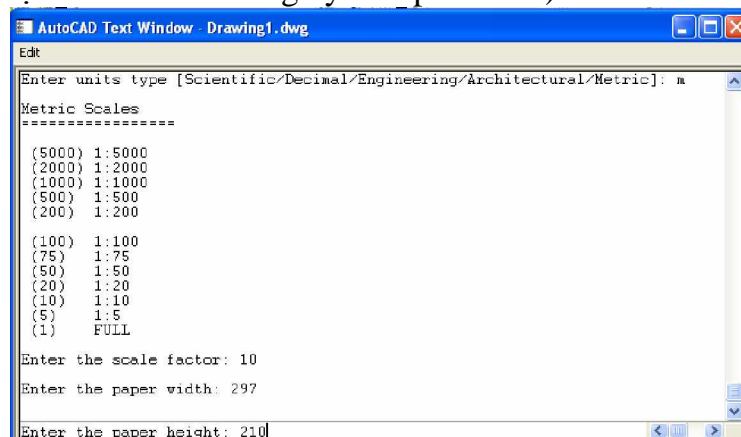 AutoCAD Text Window - Drawing1.dwg
Edit
Enter units type [Scientific/Decimal/Engineering/Architectural/Metric]: m
Metric Scales
=================
(5000) 1:5000
(2000) 1:2000
(1000) 1:1000
(500) 1:500
(200) 1:200
(100) 1:100
(75) 1:75
(50) 1:50
(20) 1:20
(10) 1:10
(5) 1:5
(1) FULL
Enter the scale factor: 10
Enter the paper width: 297
Enter the paper height: 210